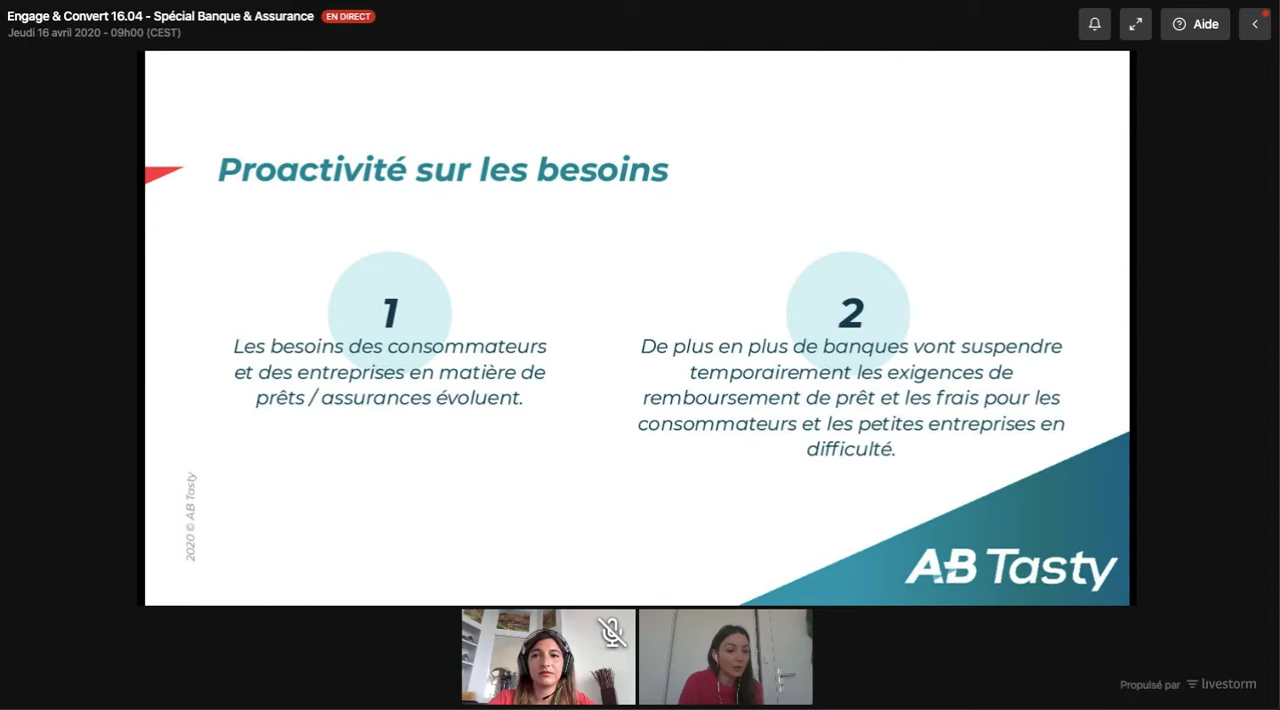 Engage & Convert 16.04 - Spécial Banque & Assurance EN DIRECT
Jeudi 16 avril 2020 - 09h00 (CEST)
Aide
Proactivité sur les besoins
1
Les besoins des consommateurs
et des entreprises en matière de
prêts / assurances évoluent.
2
De plus en plus de banques vont suspendre
temporairement les exigences de
remboursement de prêt et les frais pour les
consommateurs et les petites entreprises en
difficulté.
2020 © AB Tasty
AB Tasty
Propulsé par livestorm